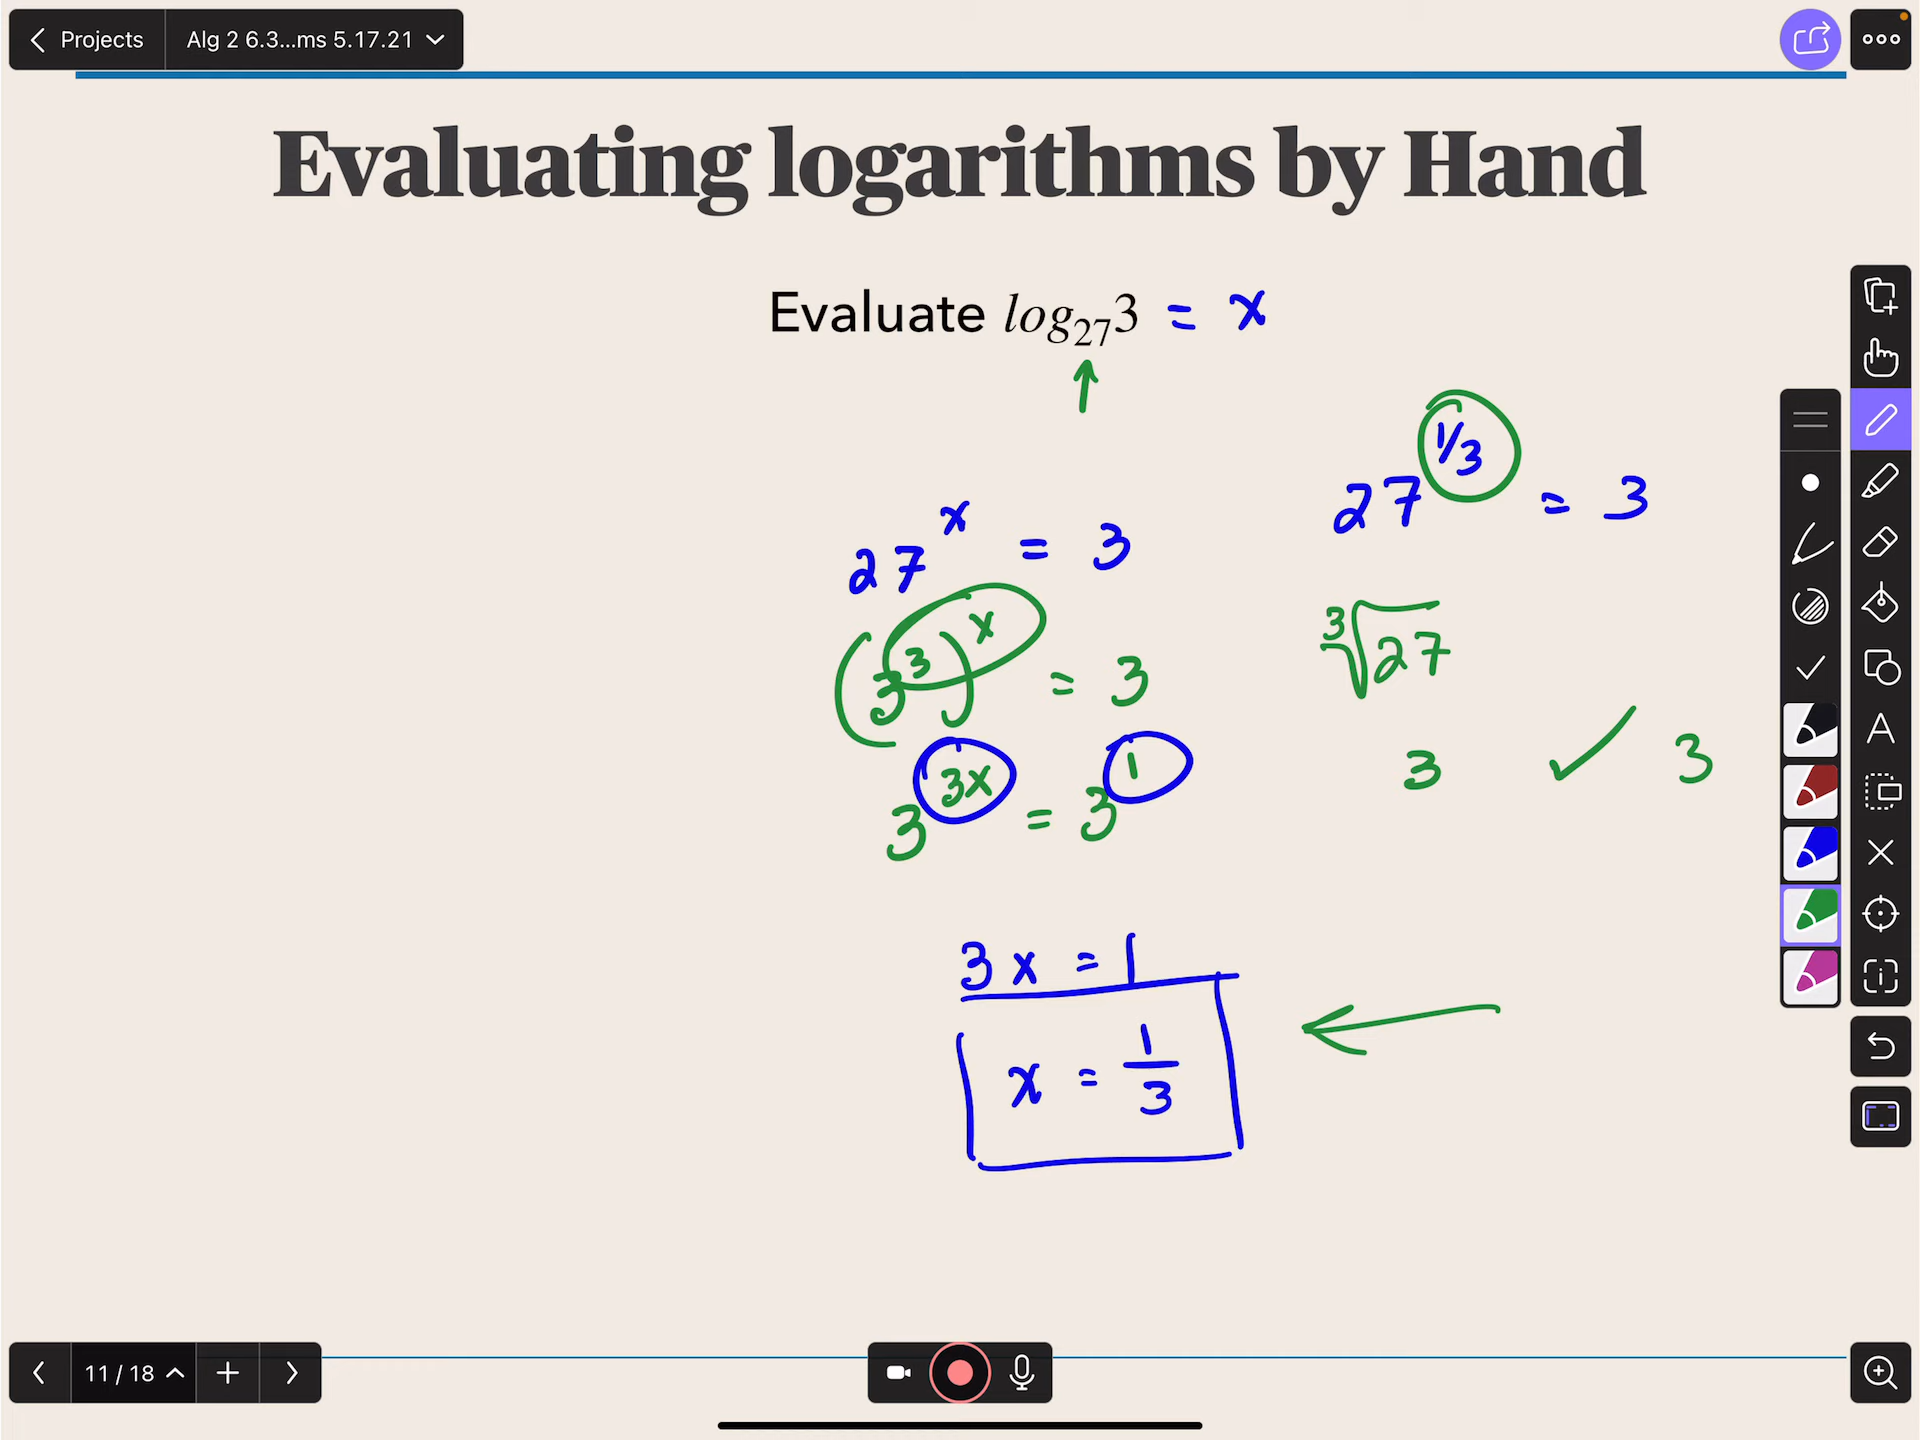 Projects
Alg 2 6.3...ms 5.17.21
Evaluating logarithms by Hand
Evaluate log₂₇3 = x
27^x = 3
(3^3)^x = 3
3^3x = 3^1
3x = 1
x = 1/3
27^1/3 = 3
∛27
3 ✓ 3
A
11 / 18